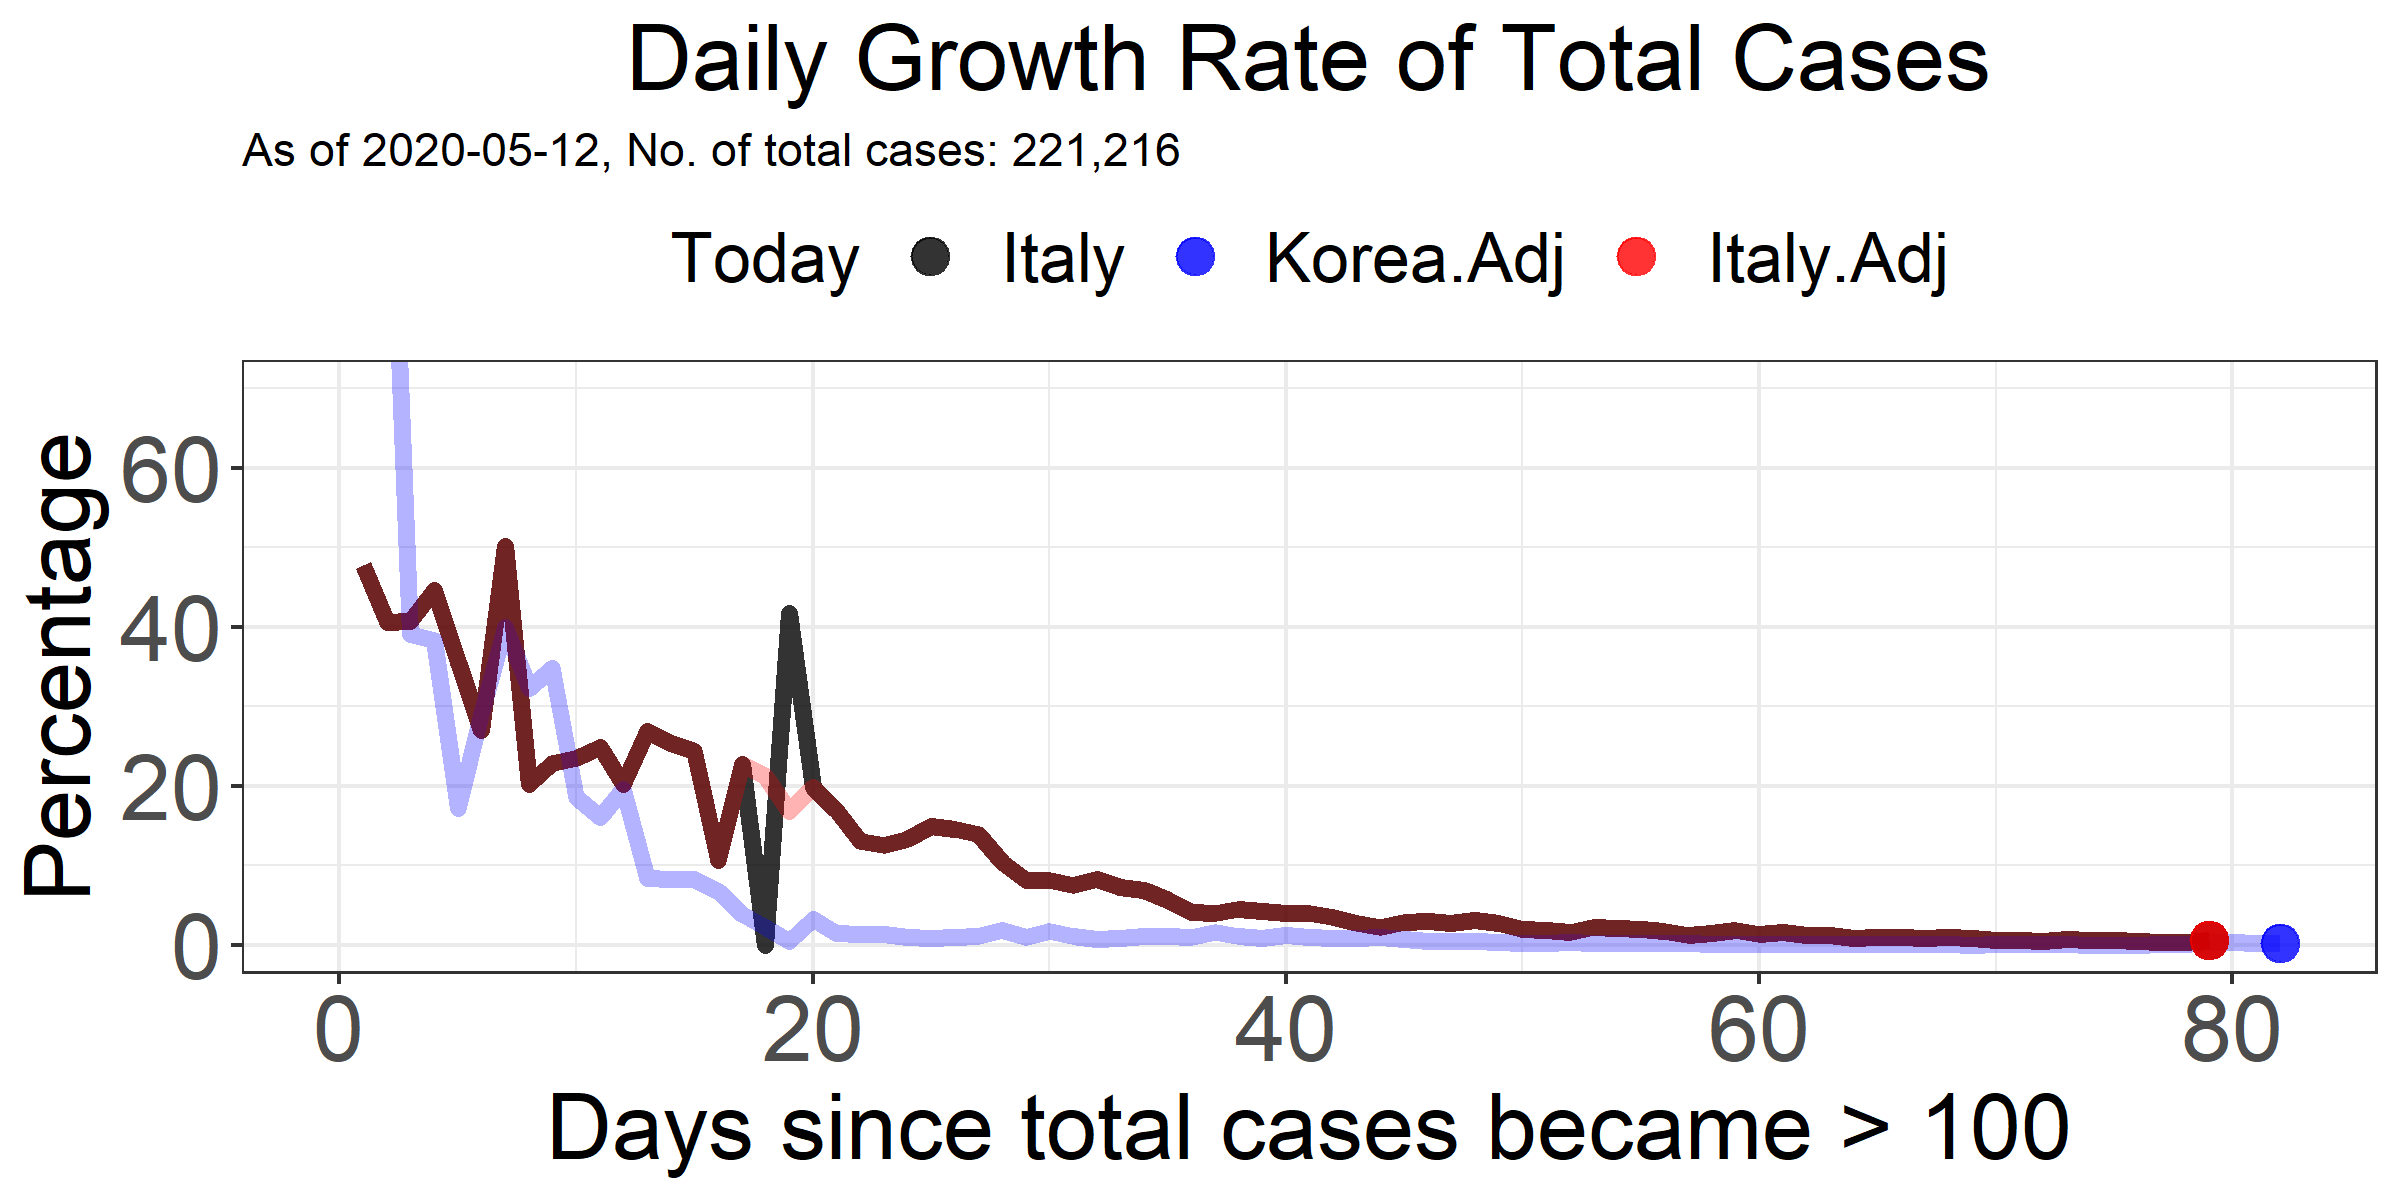 Daily Growth Rate of Total Cases
As of 2020-05-12, No. of total cases: 221,216
Today Italy Korea.Adj Italy.Adj
Percentage
60
40
20
0
0 20 40 60 80
Days since total cases became > 100